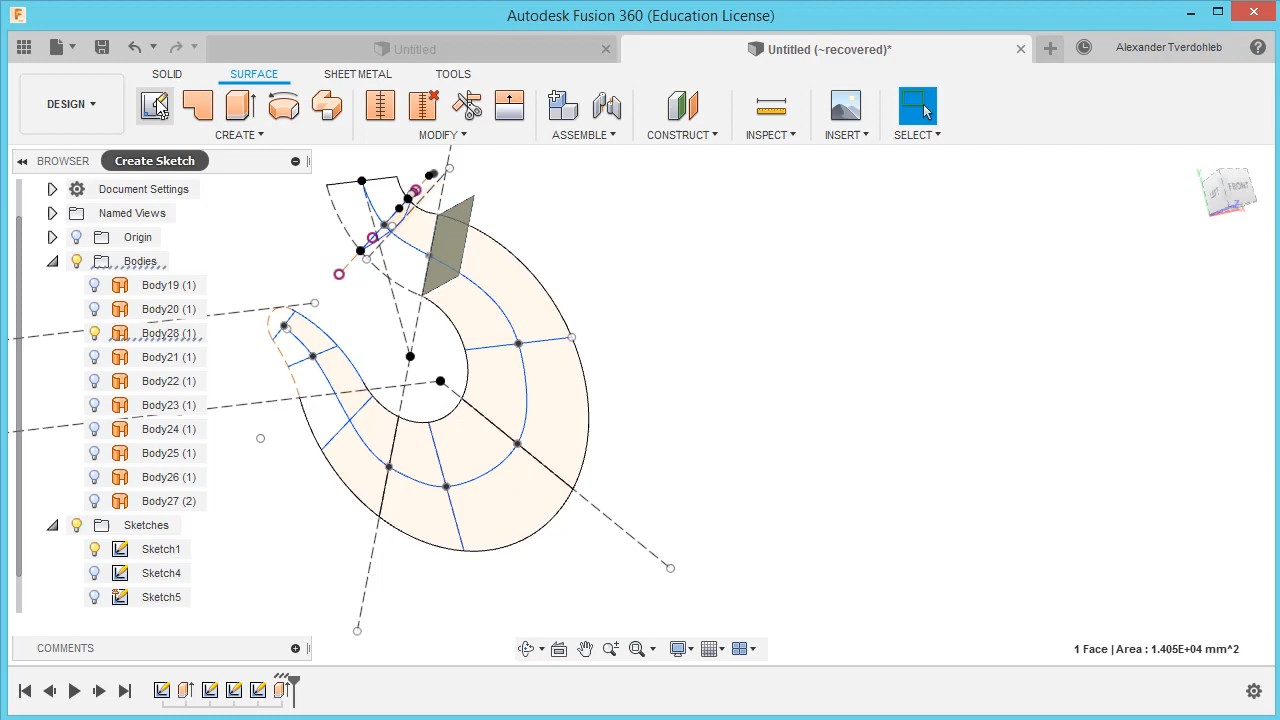 Autodesk Fusion 360 (Education License)
Untitled
Untitled (~recovered)*
Alexander Tverdohleb
SOLID
SURFACE
SHEET METAL
TOOLS
DESIGN
CREATE
MODIFY
ASSEMBLE
CONSTRUCT
INSPECT
INSERT
SELECT
BROWSER
Create Sketch
Document Settings
Named Views
Origin
Bodies
Body19 (1)
Body20 (1)
Body28 (1)
Body21 (1)
Body22 (1)
Body23 (1)
Body24 (1)
Body25 (1)
Body26 (1)
Body27 (2)
Sketches
Sketch1
Sketch4
Sketch5
LEFT
FRONT
Y
Z
COMMENTS
1 Face | Area : 1.405E+04 mm^2